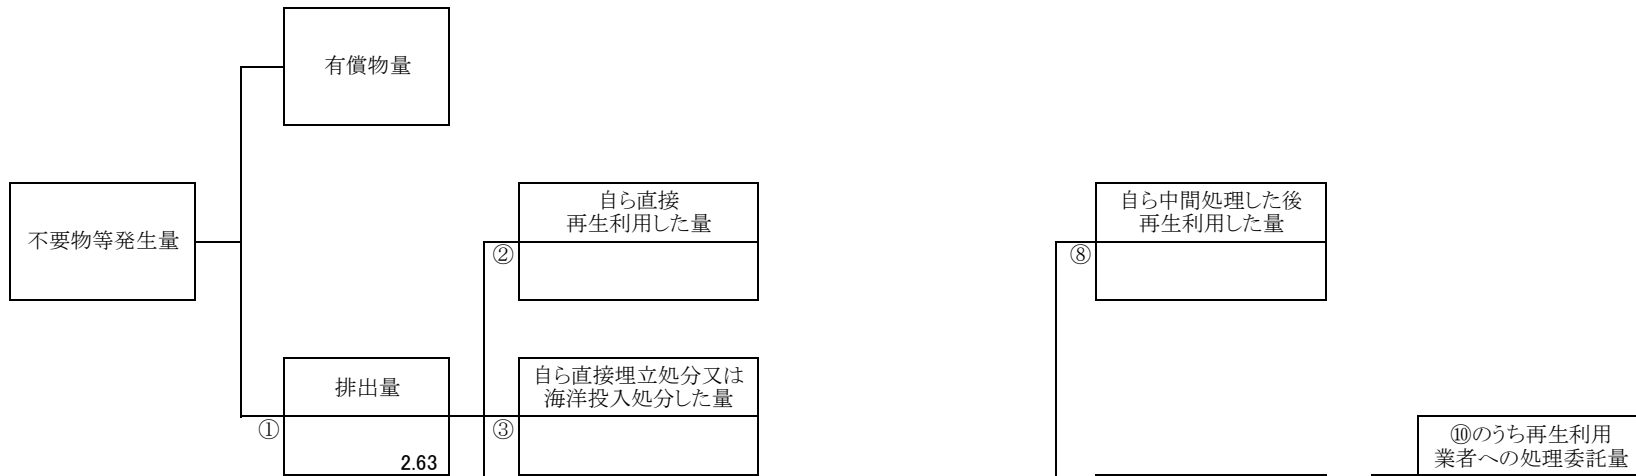 有償物量
不要物等発生量
自ら直接
再生利用した量
②
自ら中間処理した後
再生利用した量
⑧
排出量
①
2.63
自ら直接埋立処分又は
海洋投入処分した量
③
⑩のうち再生利用
業者への処理委託量